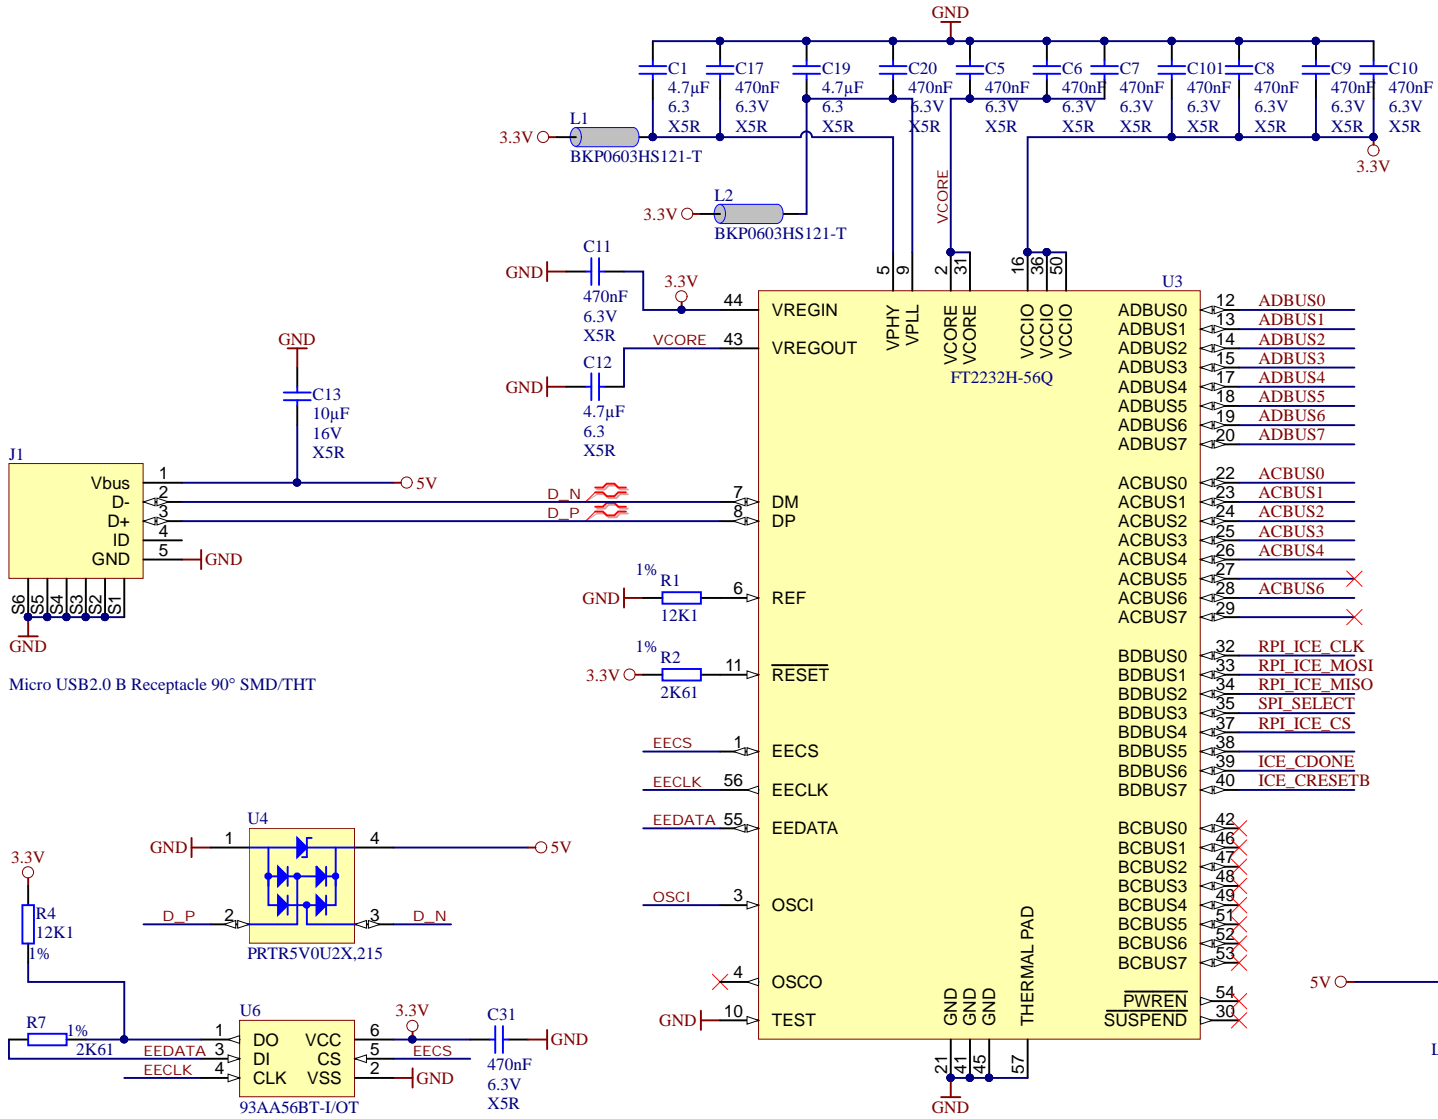 GND
C1
4.7µF
6.3
X5R
C17
470nF
6.3V
X5R
C19
4.7µF
6.3
X5R
C20
470nF
6.3V
X5R
C5
470nF
6.3V
X5R
C6
470nF
6.3V
X5R
C7
470nF
6.3V
X5R
C101
470nF
6.3V
X5R
C8
470nF
6.3V
X5R
C9
470nF
6.3V
X5R
C10
470nF
6.3V
X5R
3.3V
L1
BKP0603HS121-T
3.3V
3.3V
L2
BKP0603HS121-T
VCORE
GND
C11
470nF
6.3V
X5R
3.3V
VCORE
GND
C12
4.7µF
6.3
X5R
U3
FT2232H-56Q
5 VPHY
9 VPLL
2 VCORE
31 VCORE
16 VCCIO
36 VCCIO
50 VCCIO
44 VREGIN
43 VREGOUT
7 DM
8 DP
6 REF
11 RESET
1 EECS
56 EECLK
55 EEDATA
3 OSCI
4 OSCO
10 TEST
ADBUS0 12 ADBUS0
ADBUS1 13 ADBUS1
ADBUS2 14 ADBUS2
ADBUS3 15 ADBUS3
ADBUS4 17 ADBUS4
ADBUS5 18 ADBUS5
ADBUS6 19 ADBUS6
ADBUS7 20 ADBUS7
ACBUS0 22 ACBUS0
ACBUS1 23 ACBUS1
ACBUS2 24 ACBUS2
ACBUS3 25 ACBUS3
ACBUS4 26 ACBUS4
ACBUS5 27
ACBUS6 28 ACBUS6
ACBUS7 29
BDBUS0 32 RPI_ICE_CLK
BDBUS1 33 RPI_ICE_MOSI
BDBUS2 34 RPI_ICE_MISO
BDBUS3 35 SPI_SELECT
BDBUS4 37 RPI_ICE_CS
BDBUS5 38
BDBUS6 39 ICE_CDONE
BDBUS7 40 ICE_CRESETB
BCBUS0 42
BCBUS1 46
BCBUS2 47
BCBUS3 48
BCBUS4 49
BCBUS5 51
BCBUS6 52
BCBUS7 53
PWREN 54
SUSPEND 30
GND 21
GND 41
GND 45
THERMAL PAD 57
GND
5V
L
GND
C13
10µF
16V
X5R
5V
J1
Vbus 1
D- 2
D+ 3
ID 4
GND 5
GND
S6 S5 S4 S3 S2 S1
GND
Micro USB2.0 B Receptacle 90° SMD/THT
D_N
D_P
1%
R1
GND
12K1
1%
R2
3.3V
2K61
EECS
EECLK
EEDATA
OSCI
GND
U4
GND 1
4 5V
D_P 2
3 D_N
PRTR5V0U2X,215
3.3V
R4
12K1
1%
R7
1%
2K61
U6
1 DO
EEDATA 3 DI
EECLK 4 CLK
VCC 6
CS 5 EECS
VSS 2 GND
93AA56BT-I/OT
3.3V
C31
470nF
6.3V
X5R
GND